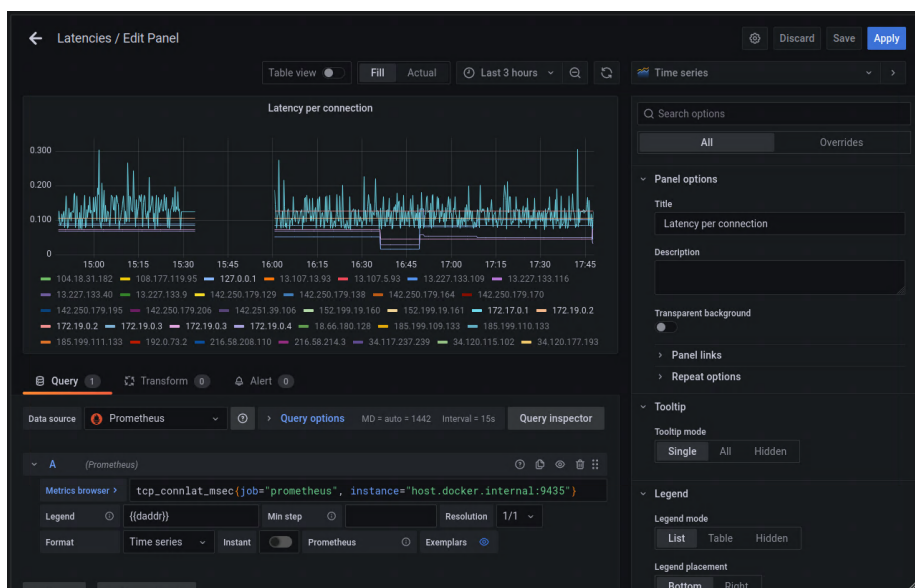 Latencies / Edit Panel
Discard Save Apply
Table view Fill Actual Last 3 hours
Time series
Latency per connection
Search options
All Overrides
0.300
0.200
0.100
0
15:00 15:15 15:30 15:45 16:00 16:15 16:30 16:45 17:00 17:15 17:30 17:45
104.18.31.182 108.177.119.95 127.0.0.1 13.107.13.93 13.107.5.93 13.227.133.109 13.227.133.116
13.227.133.40 13.227.133.9 142.250.179.129 142.250.179.138 142.250.179.164 142.250.179.170
142.250.179.195 142.250.179.206 142.251.39.106 152.199.19.160 152.199.19.161 172.17.0.1 172.19.0.2
172.19.0.2 172.19.0.3 172.19.0.3 172.19.0.4 18.66.180.128 185.199.109.133 185.199.110.133
185.199.111.133 192.0.73.2 216.58.208.110 216.58.214.3 34.117.237.239 34.120.115.102 34.120.177.193
Panel options
Title
Latency per connection
Description
Transparent background
Panel links
Repeat options
Query 1 Transform 0 Alert 0
Data source Prometheus Query options MD = auto = 1442 Interval = 15s Query inspector
A (Prometheus)
Metrics browser > tcp_connlat_msec{job="prometheus", instance="host.docker.internal:9435"}
Legend {{daddr}} Min step Resolution 1/1
Format Time series Instant Prometheus Exemplars
Tooltip
Tooltip mode
Single All Hidden
Legend
Legend mode
List Table Hidden
Legend placement
Bottom Right